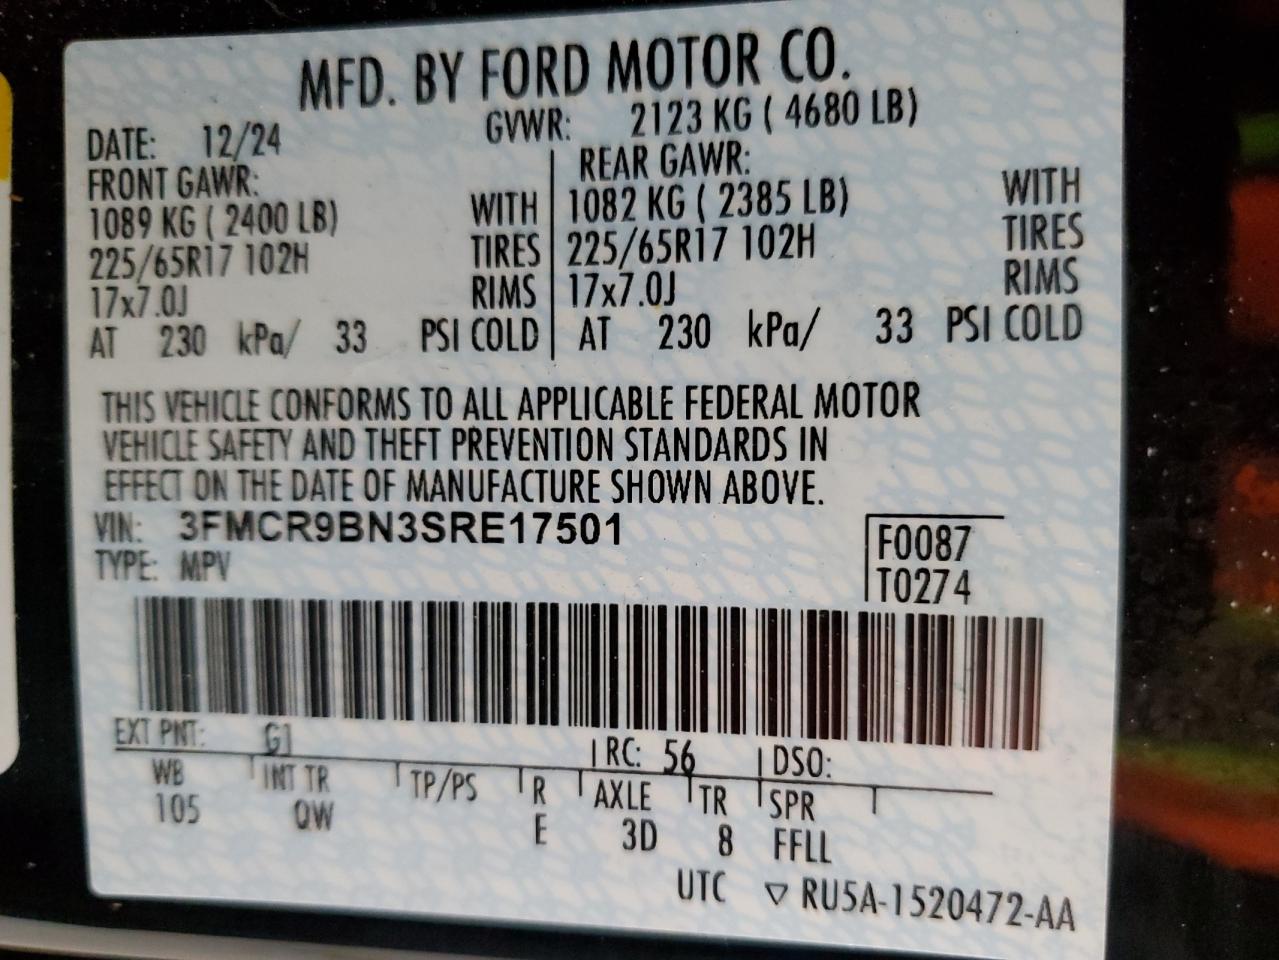 MFD. BY FORD MOTOR CO.
DATE: 12/24 GVWR: 2123 KG ( 4680 LB)
FRONT GAWR: REAR GAWR:
1089 KG ( 2400 LB) WITH 1082 KG ( 2385 LB) WITH
225/65R17 102H TIRES 225/65R17 102H TIRES
17x7.0J RIMS 17x7.0J RIMS
AT 230 kPa/ 33 PSI COLD AT 230 kPa/ 33 PSI COLD
THIS VEHICLE CONFORMS TO ALL APPLICABLE FEDERAL MOTOR
VEHICLE SAFETY AND THEFT PREVENTION STANDARDS IN
EFFECT ON THE DATE OF MANUFACTURE SHOWN ABOVE.
VIN: 3FMCR9BN3SRE17501 F0087
TYPE: MPV T0274
EXT PNT: G1 RC: 56 DSO:
WB INT TR TP/PS R AXLE TR SPR
105 QW E 3D 8 FFLL
UTC ▽ RU5A-1520472-AA